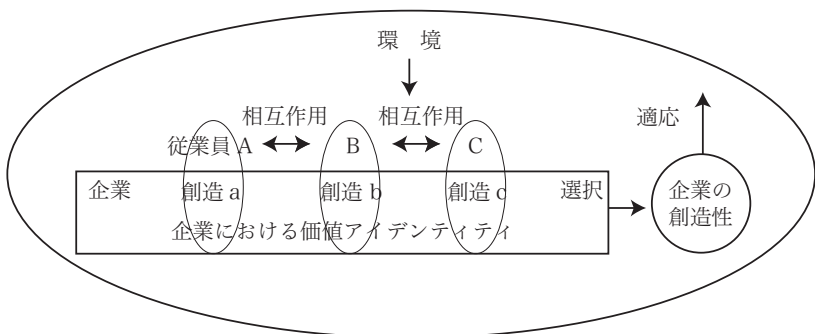 環　境
相互作用
相互作用
適応
従業員 A
B
C
企業
創造 a
創造 b
創造 c
選択
企業における価値アイデンティティ
企業の
創造性